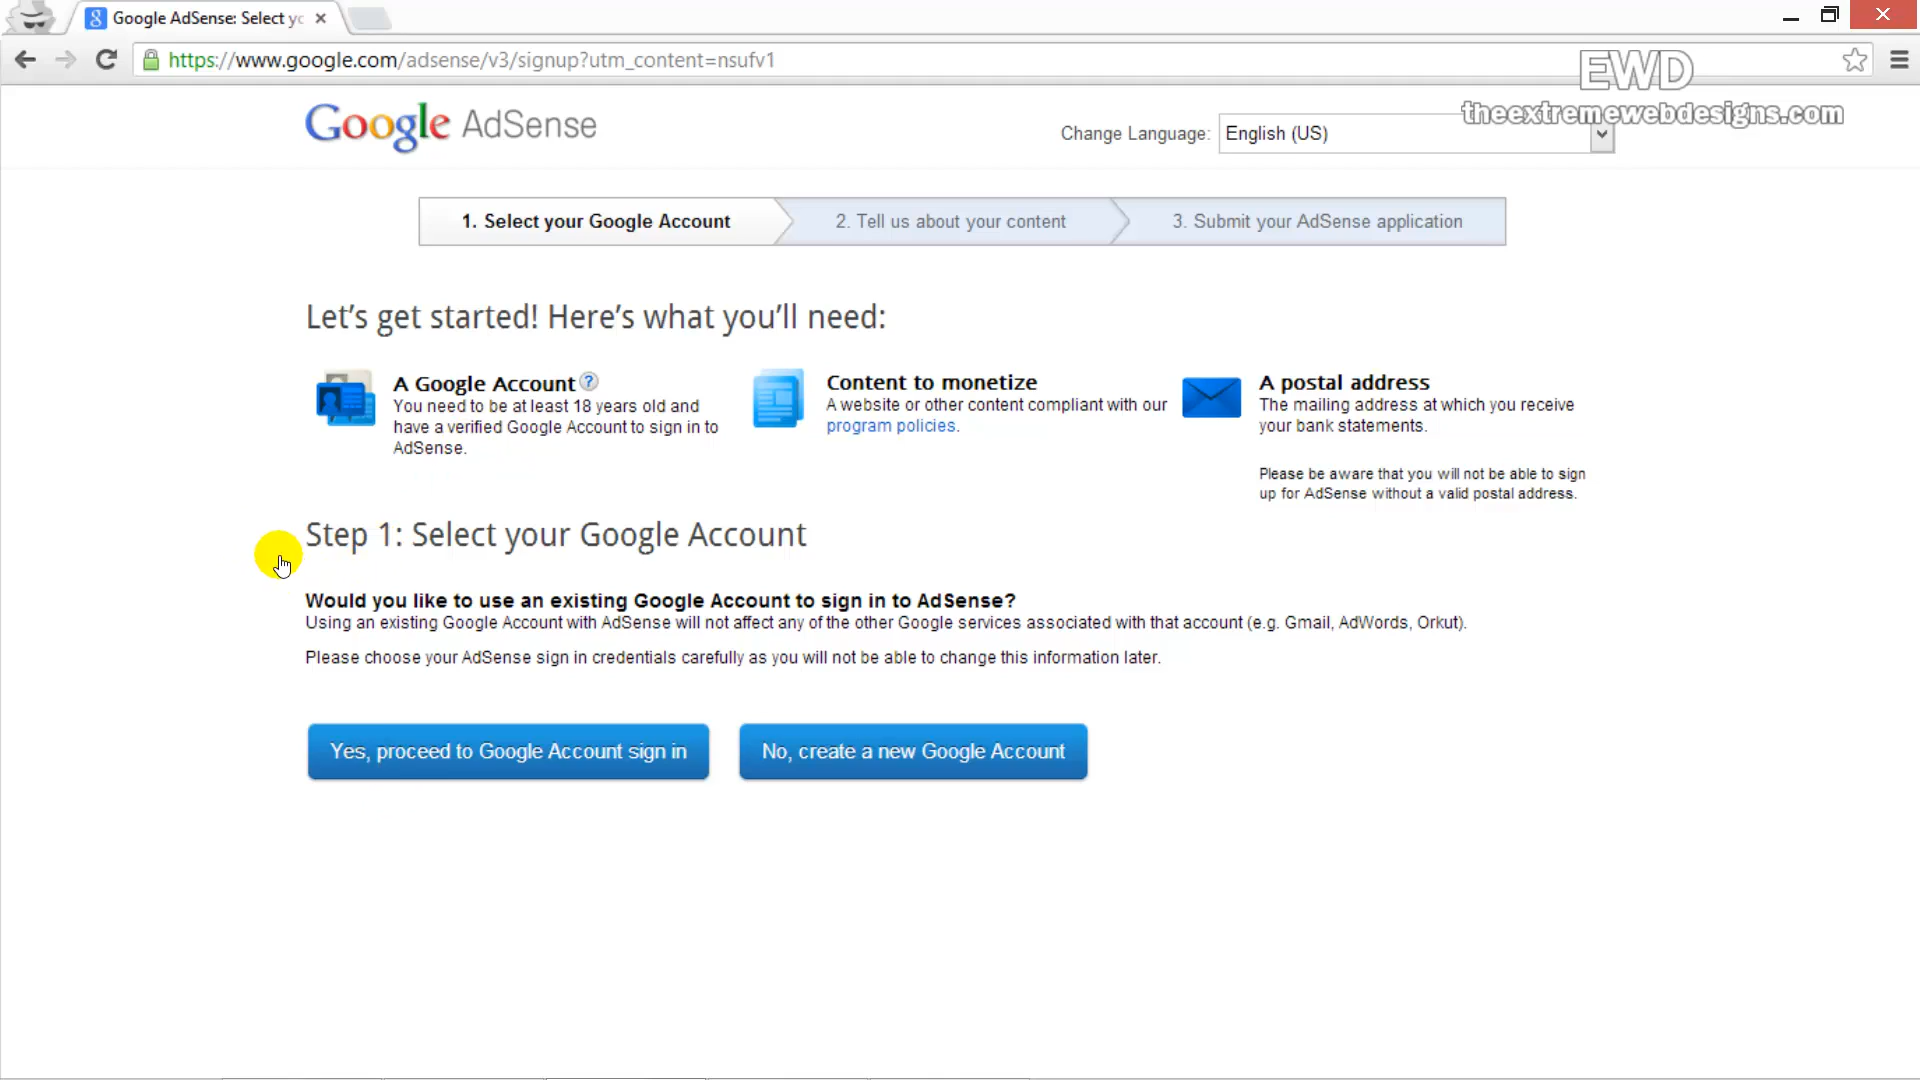 Google AdSense: Select yo
https://www.google.com/adsense/v3/signup?utm_content=nsufv1
EWD
theextremewebdesigns.com
Google AdSense
Change Language: English (US)
1. Select your Google Account
2. Tell us about your content
3. Submit your AdSense application
Let's get started! Here's what you'll need:
A Google Account
You need to be at least 18 years old and
have a verified Google Account to sign in to
AdSense.
Content to monetize
A website or other content compliant with our
program policies.
A postal address
The mailing address at which you receive
your bank statements.
Please be aware that you will not be able to sign
up for AdSense without a valid postal address.
Step 1: Select your Google Account
Would you like to use an existing Google Account to sign in to AdSense?
Using an existing Google Account with AdSense will not affect any of the other Google services associated with that account (e.g. Gmail, AdWords, Orkut).
Please choose your AdSense sign in credentials carefully as you will not be able to change this information later.
Yes, proceed to Google Account sign in
No, create a new Google Account